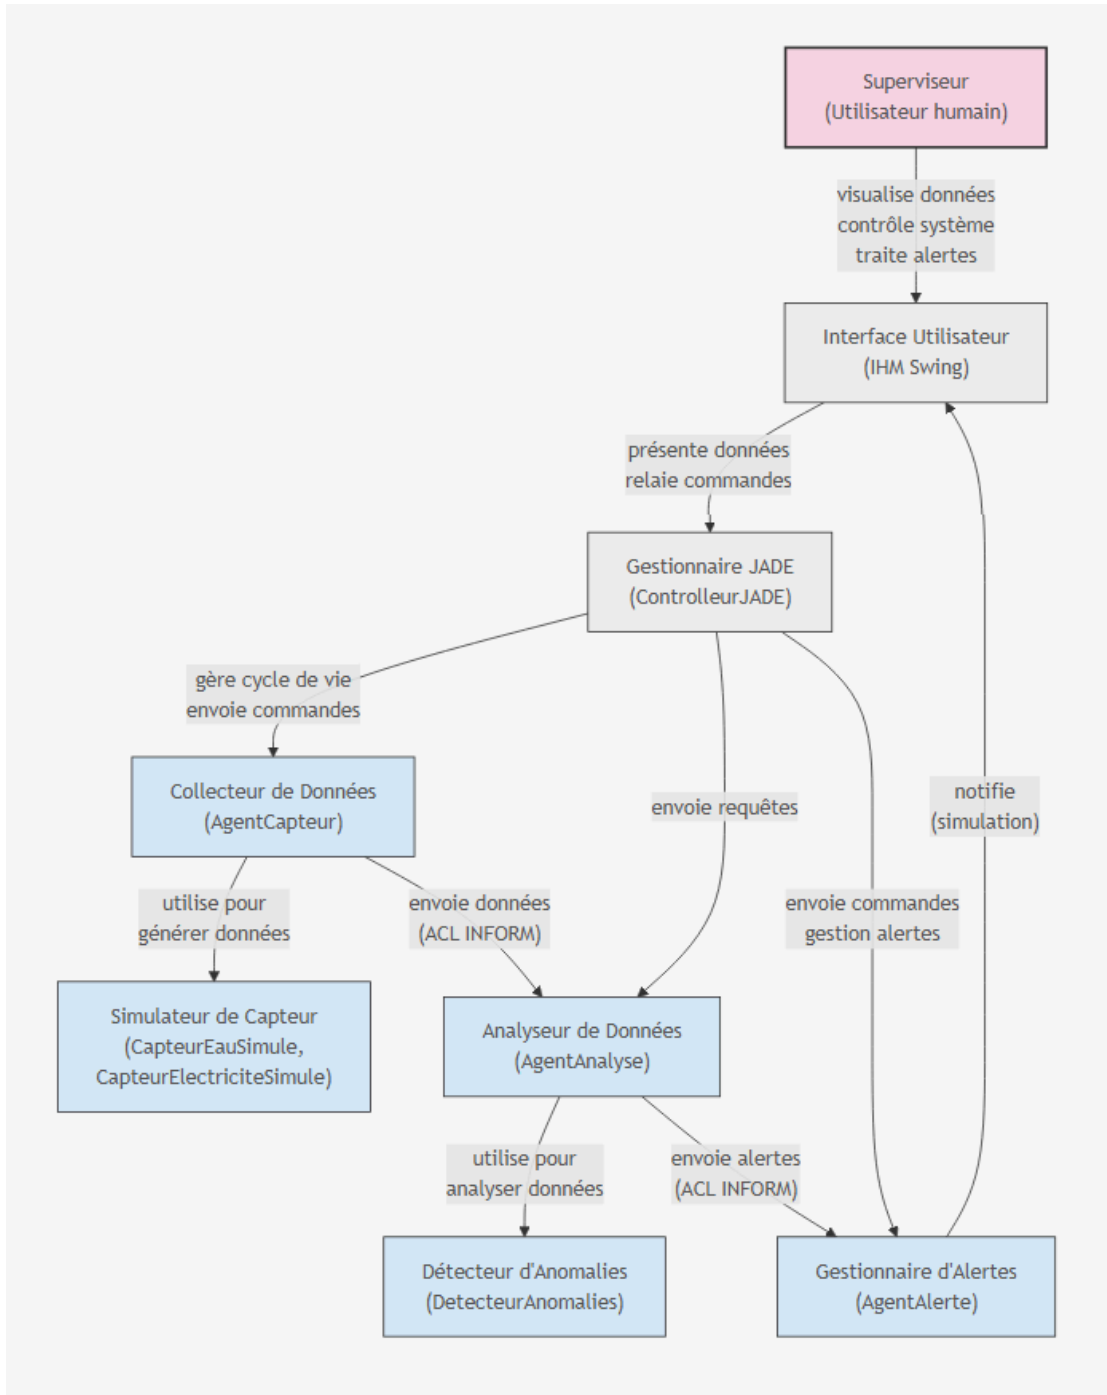 Superviseur
(Utilisateur humain)
visualise données
contrôle système
traite alertes
Interface Utilisateur
(IHM Swing)
présente données
relaie commandes
Gestionnaire JADE
(ControlleurJADE)
gère cycle de vie
envoie commandes
Collecteur de Données
(AgentCapteur)
envoie requêtes
notifie
(simulation)
utilise pour
générer données
envoie données
(ACL INFORM)
envoie commandes
gestion alertes
Simulateur de Capteur
(CapteurEauSimule,
CapteurElectriciteSimule)
Analyseur de Données
(AgentAnalyse)
utilise pour
analyser données
envoie alertes
(ACL INFORM)
Détecteur d'Anomalies
(DetecteurAnomalies)
Gestionnaire d'Alertes
(AgentAlerte)